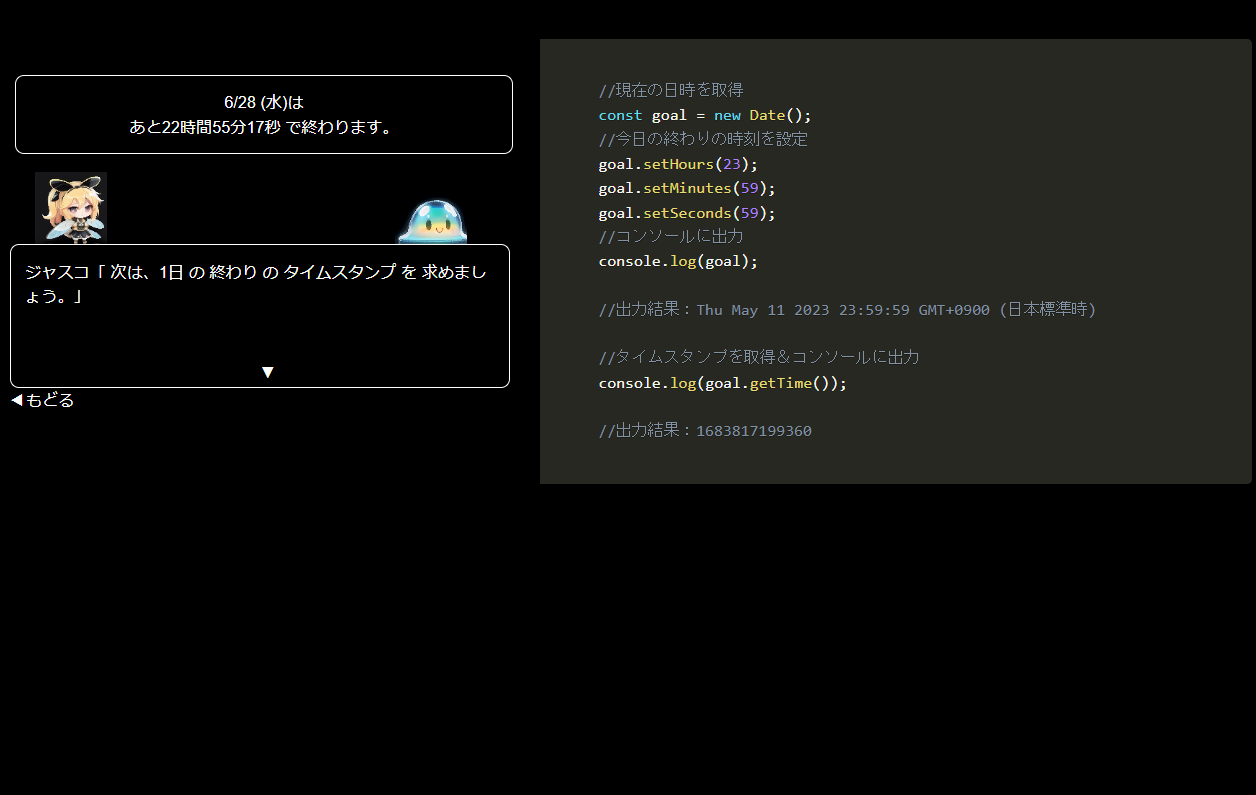 6/28 (水)は
あと22時間55分17秒 で終わります。
ジャスコ「 次は、1日 の 終わり の タイムスタンプ を 求めまし
ょう。」
▼
◀もどる
//現在の日時を取得
const goal = new Date();
//今日の終わりの時刻を設定
goal.setHours(23);
goal.setMinutes(59);
goal.setSeconds(59);
//コンソールに出力
console.log(goal);
//出力結果：Thu May 11 2023 23:59:59 GMT+0900 (日本標準時)
//タイムスタンプを取得＆コンソールに出力
console.log(goal.getTime());
//出力結果：1683817199360